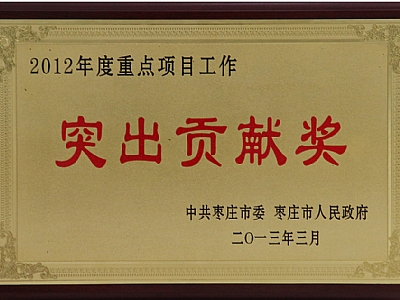 2012年度重点项目工作
突出贡献奖
中共枣庄市委 枣庄市人民政府
二〇一三年三月